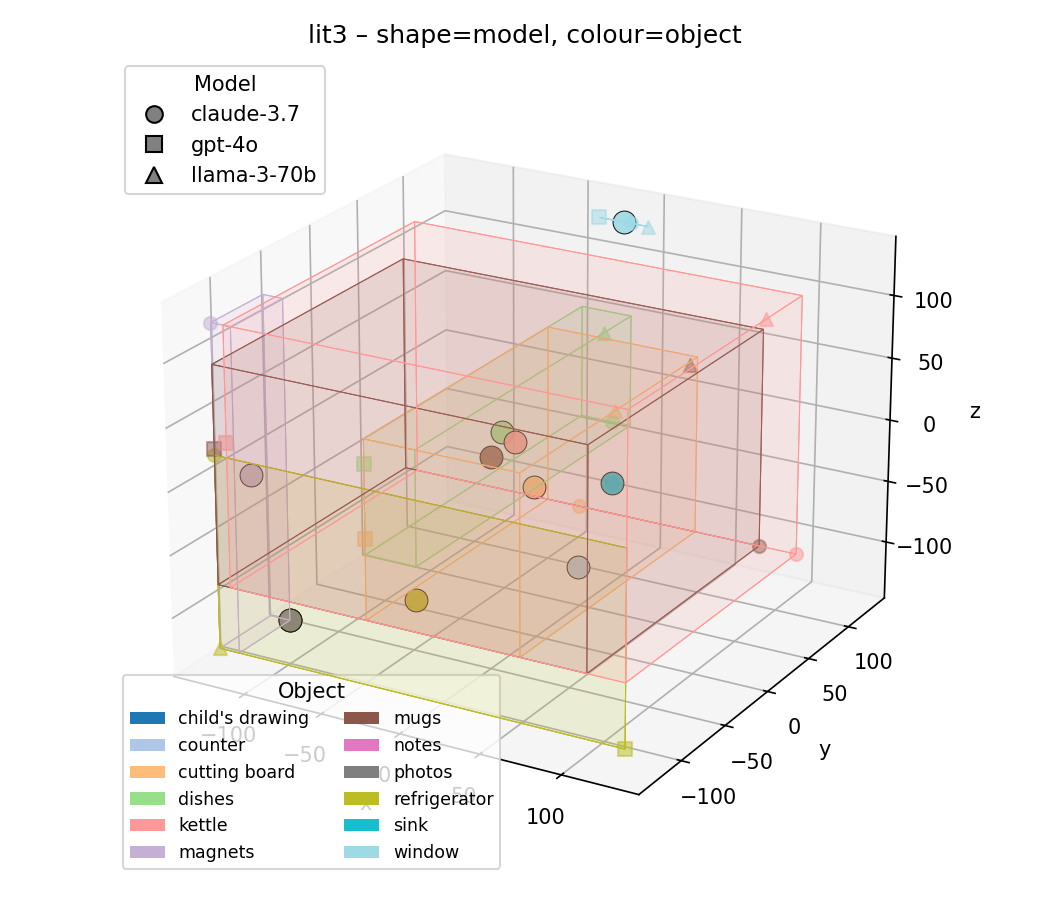 lit3 – shape=model, colour=object
Model
claude-3.7
gpt-4o
llama-3-70b
100
50
0
−50
−100
z
100
50
0
−50
−100
y
−100
−50
0
50
100
x
Object
child's drawing
counter
cutting board
dishes
kettle
magnets
mugs
notes
photos
refrigerator
sink
window